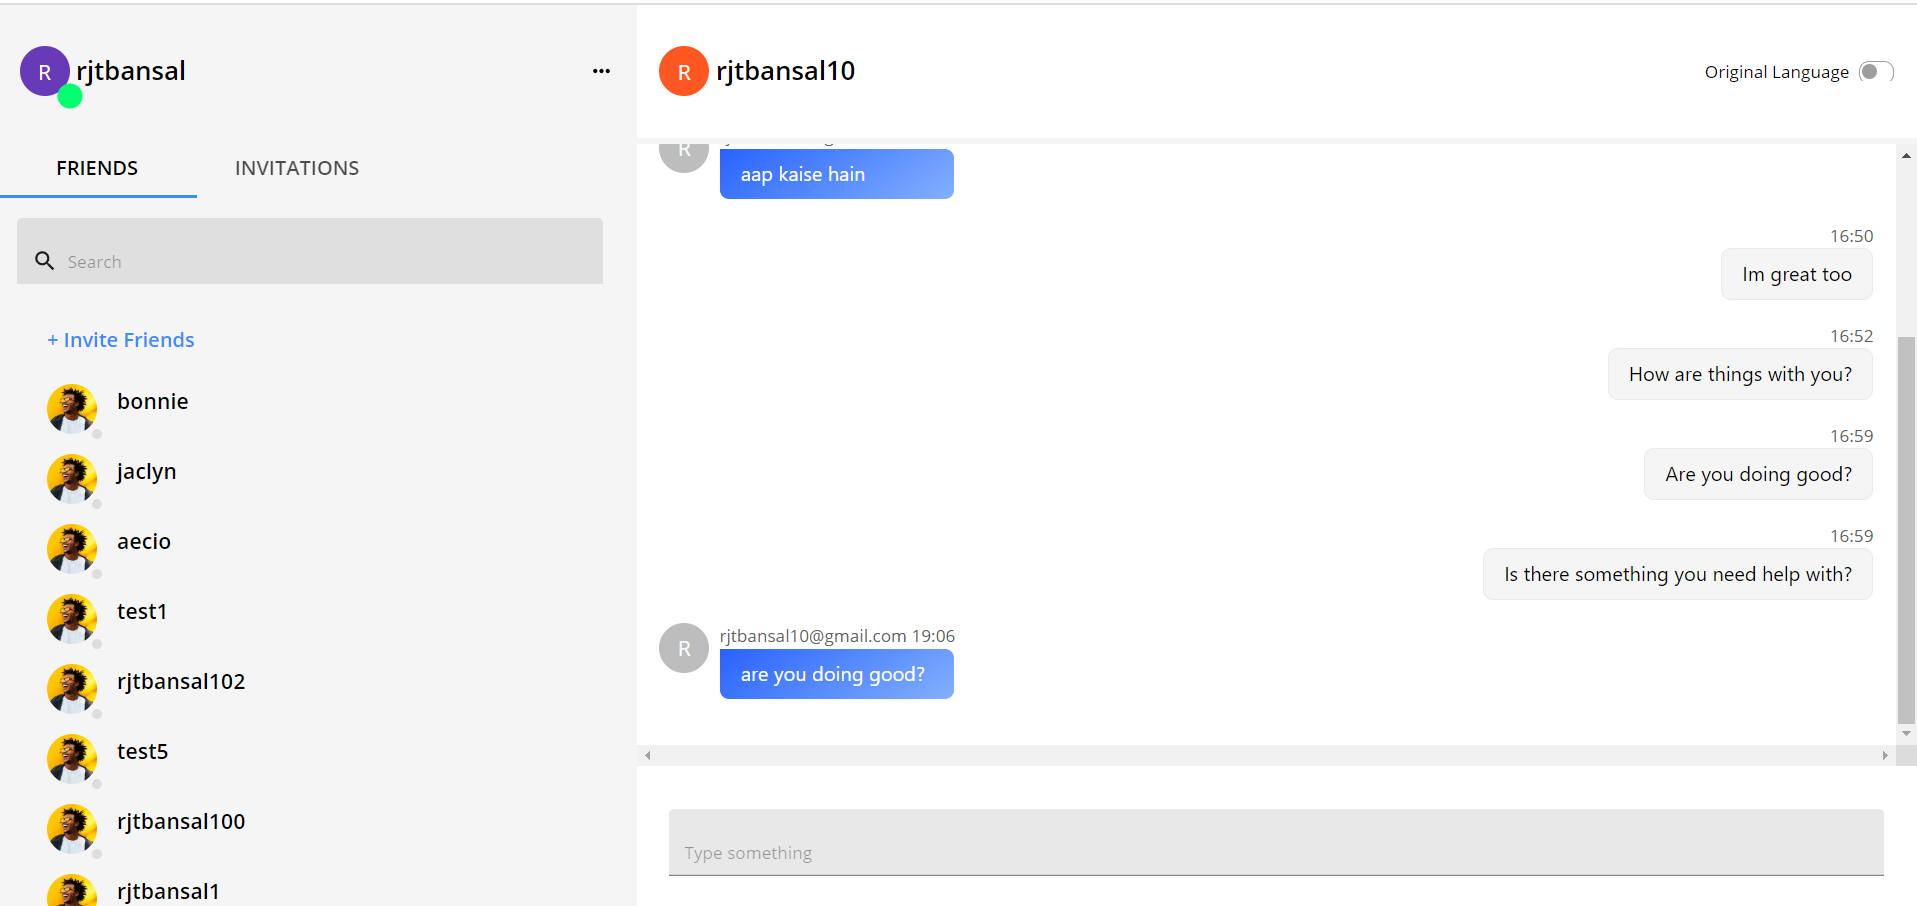 R rjtbansal
FRIENDS INVITATIONS
Search
+ Invite Friends
bonnie
jaclyn
aecio
test1
rjtbansal102
test5
rjtbansal100
rjtbansal1
R rjtbansal10
Original Language
R
aap kaise hain
16:50
Im great too
16:52
How are things with you?
16:59
Are you doing good?
16:59
Is there something you need help with?
R rjtbansal10@gmail.com 19:06
are you doing good?
Type something